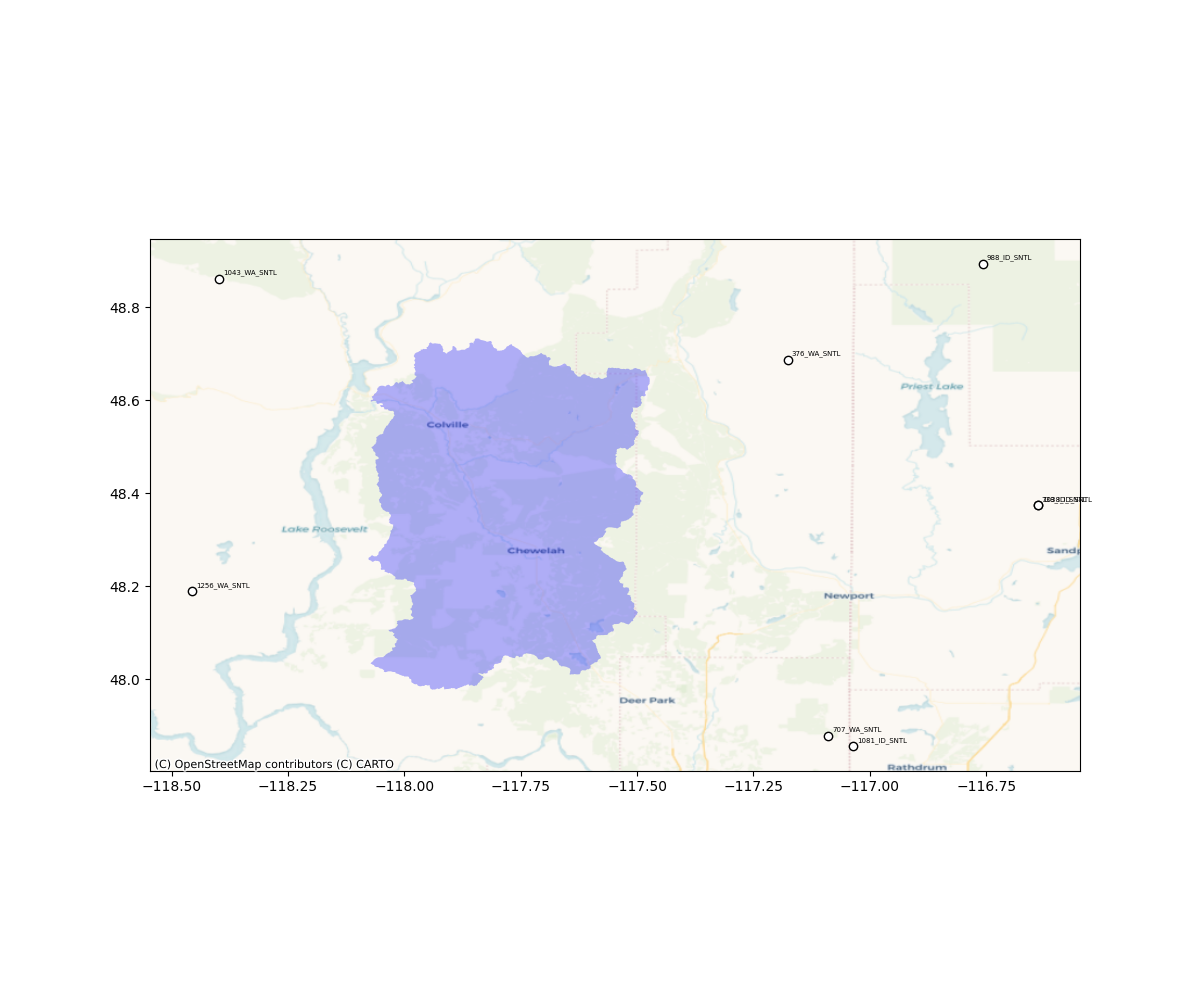 988_ID_SNTL
1043_WA_SNTL
48.8
376_WA_SNTL
Priest Lake
48.6
Colville
48.4
Lake Roosevelt
Chewelah
48.2
1256_WA_SNTL
Newport
48.0
Deer Park
707_WA_SNTL
1081_ID_SNTL
(C) OpenStreetMap contributors (C) CARTO
Rathdrum
−118.50 −118.25 −118.00 −117.75 −117.50 −117.25 −117.00 −116.75